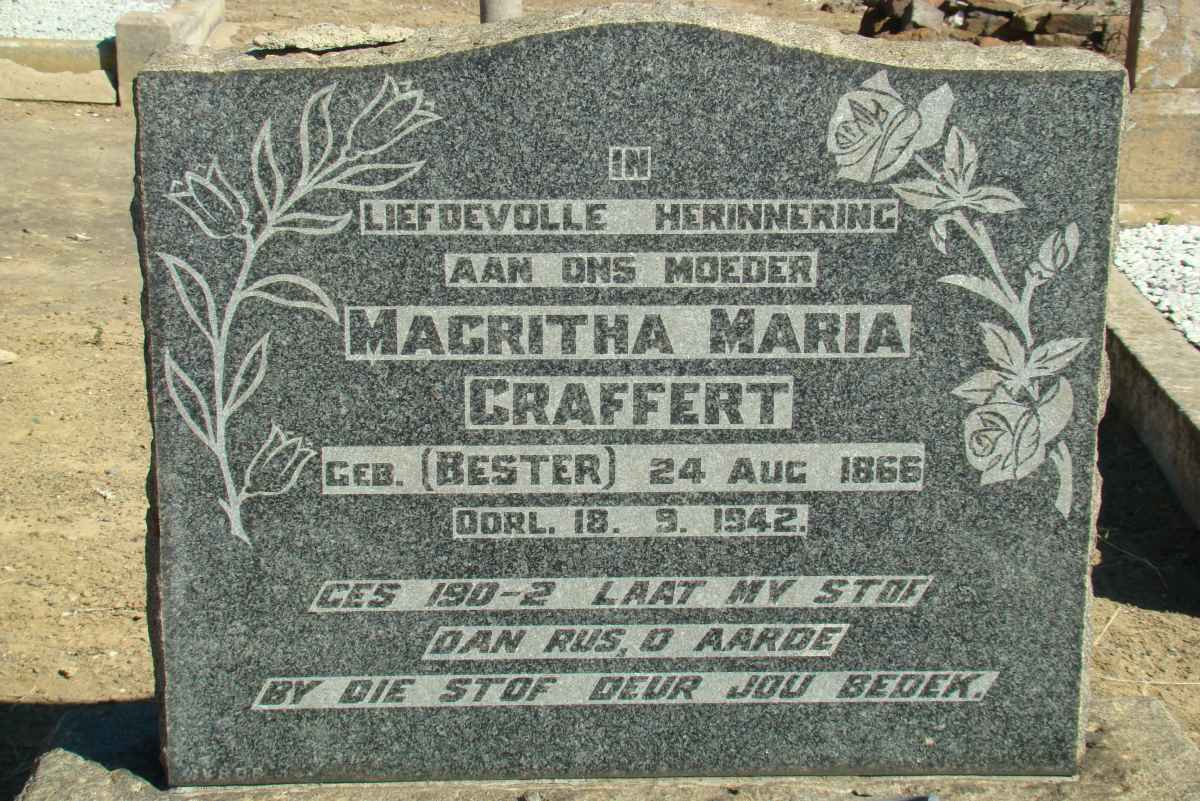 IN
LIEFDEVOLLE HERINNERING
AAN ONS MOEDER
MAGRITHA MARIA
GRAFFERT
GEB. (BESTER) 24 AUG 1866
OORL. 18. 9. 1942.
GES 190-2 LAAT MY STOF
DAN RUS, O AARDE
BY DIE STOF DEUR JOU BEDEK.